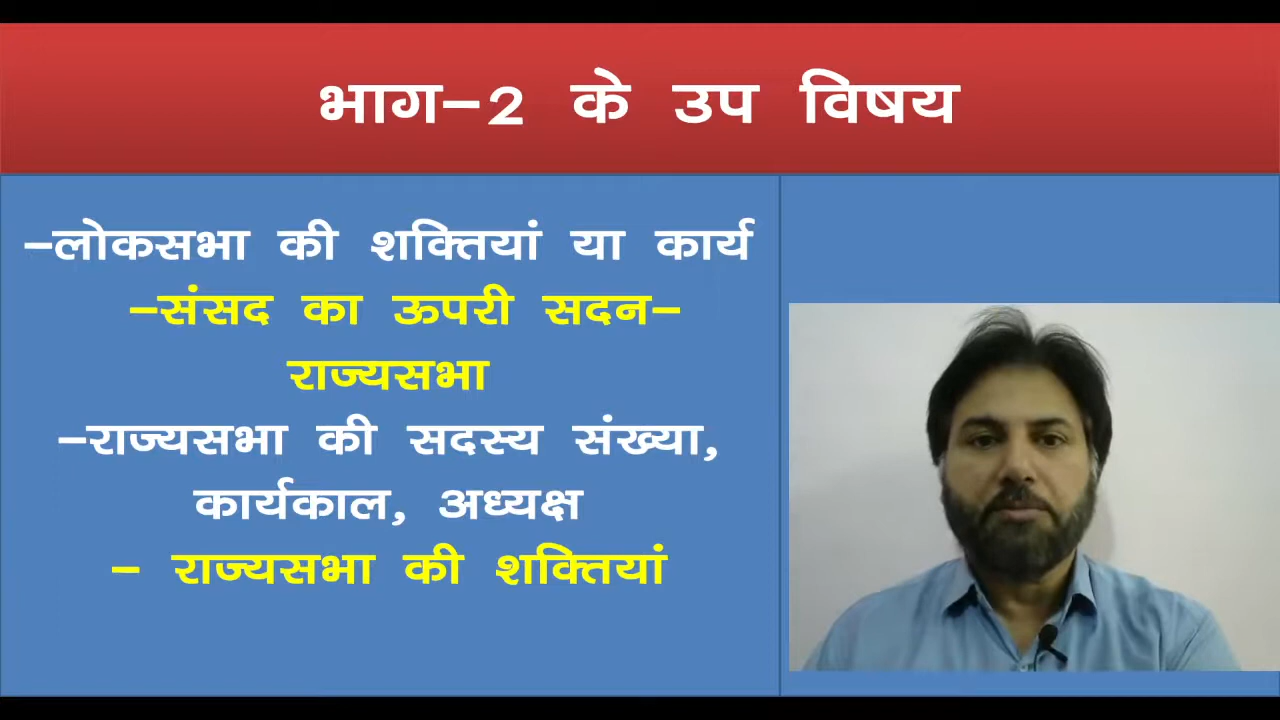 भाग-2 के उप विषय
-लोकसभा की शक्तियां या कार्य
-संसद का ऊपरी सदन-
राज्यसभा
-राज्यसभा की सदस्य संख्या,
कार्यकाल, अध्यक्ष
- राज्यसभा की शक्तियां